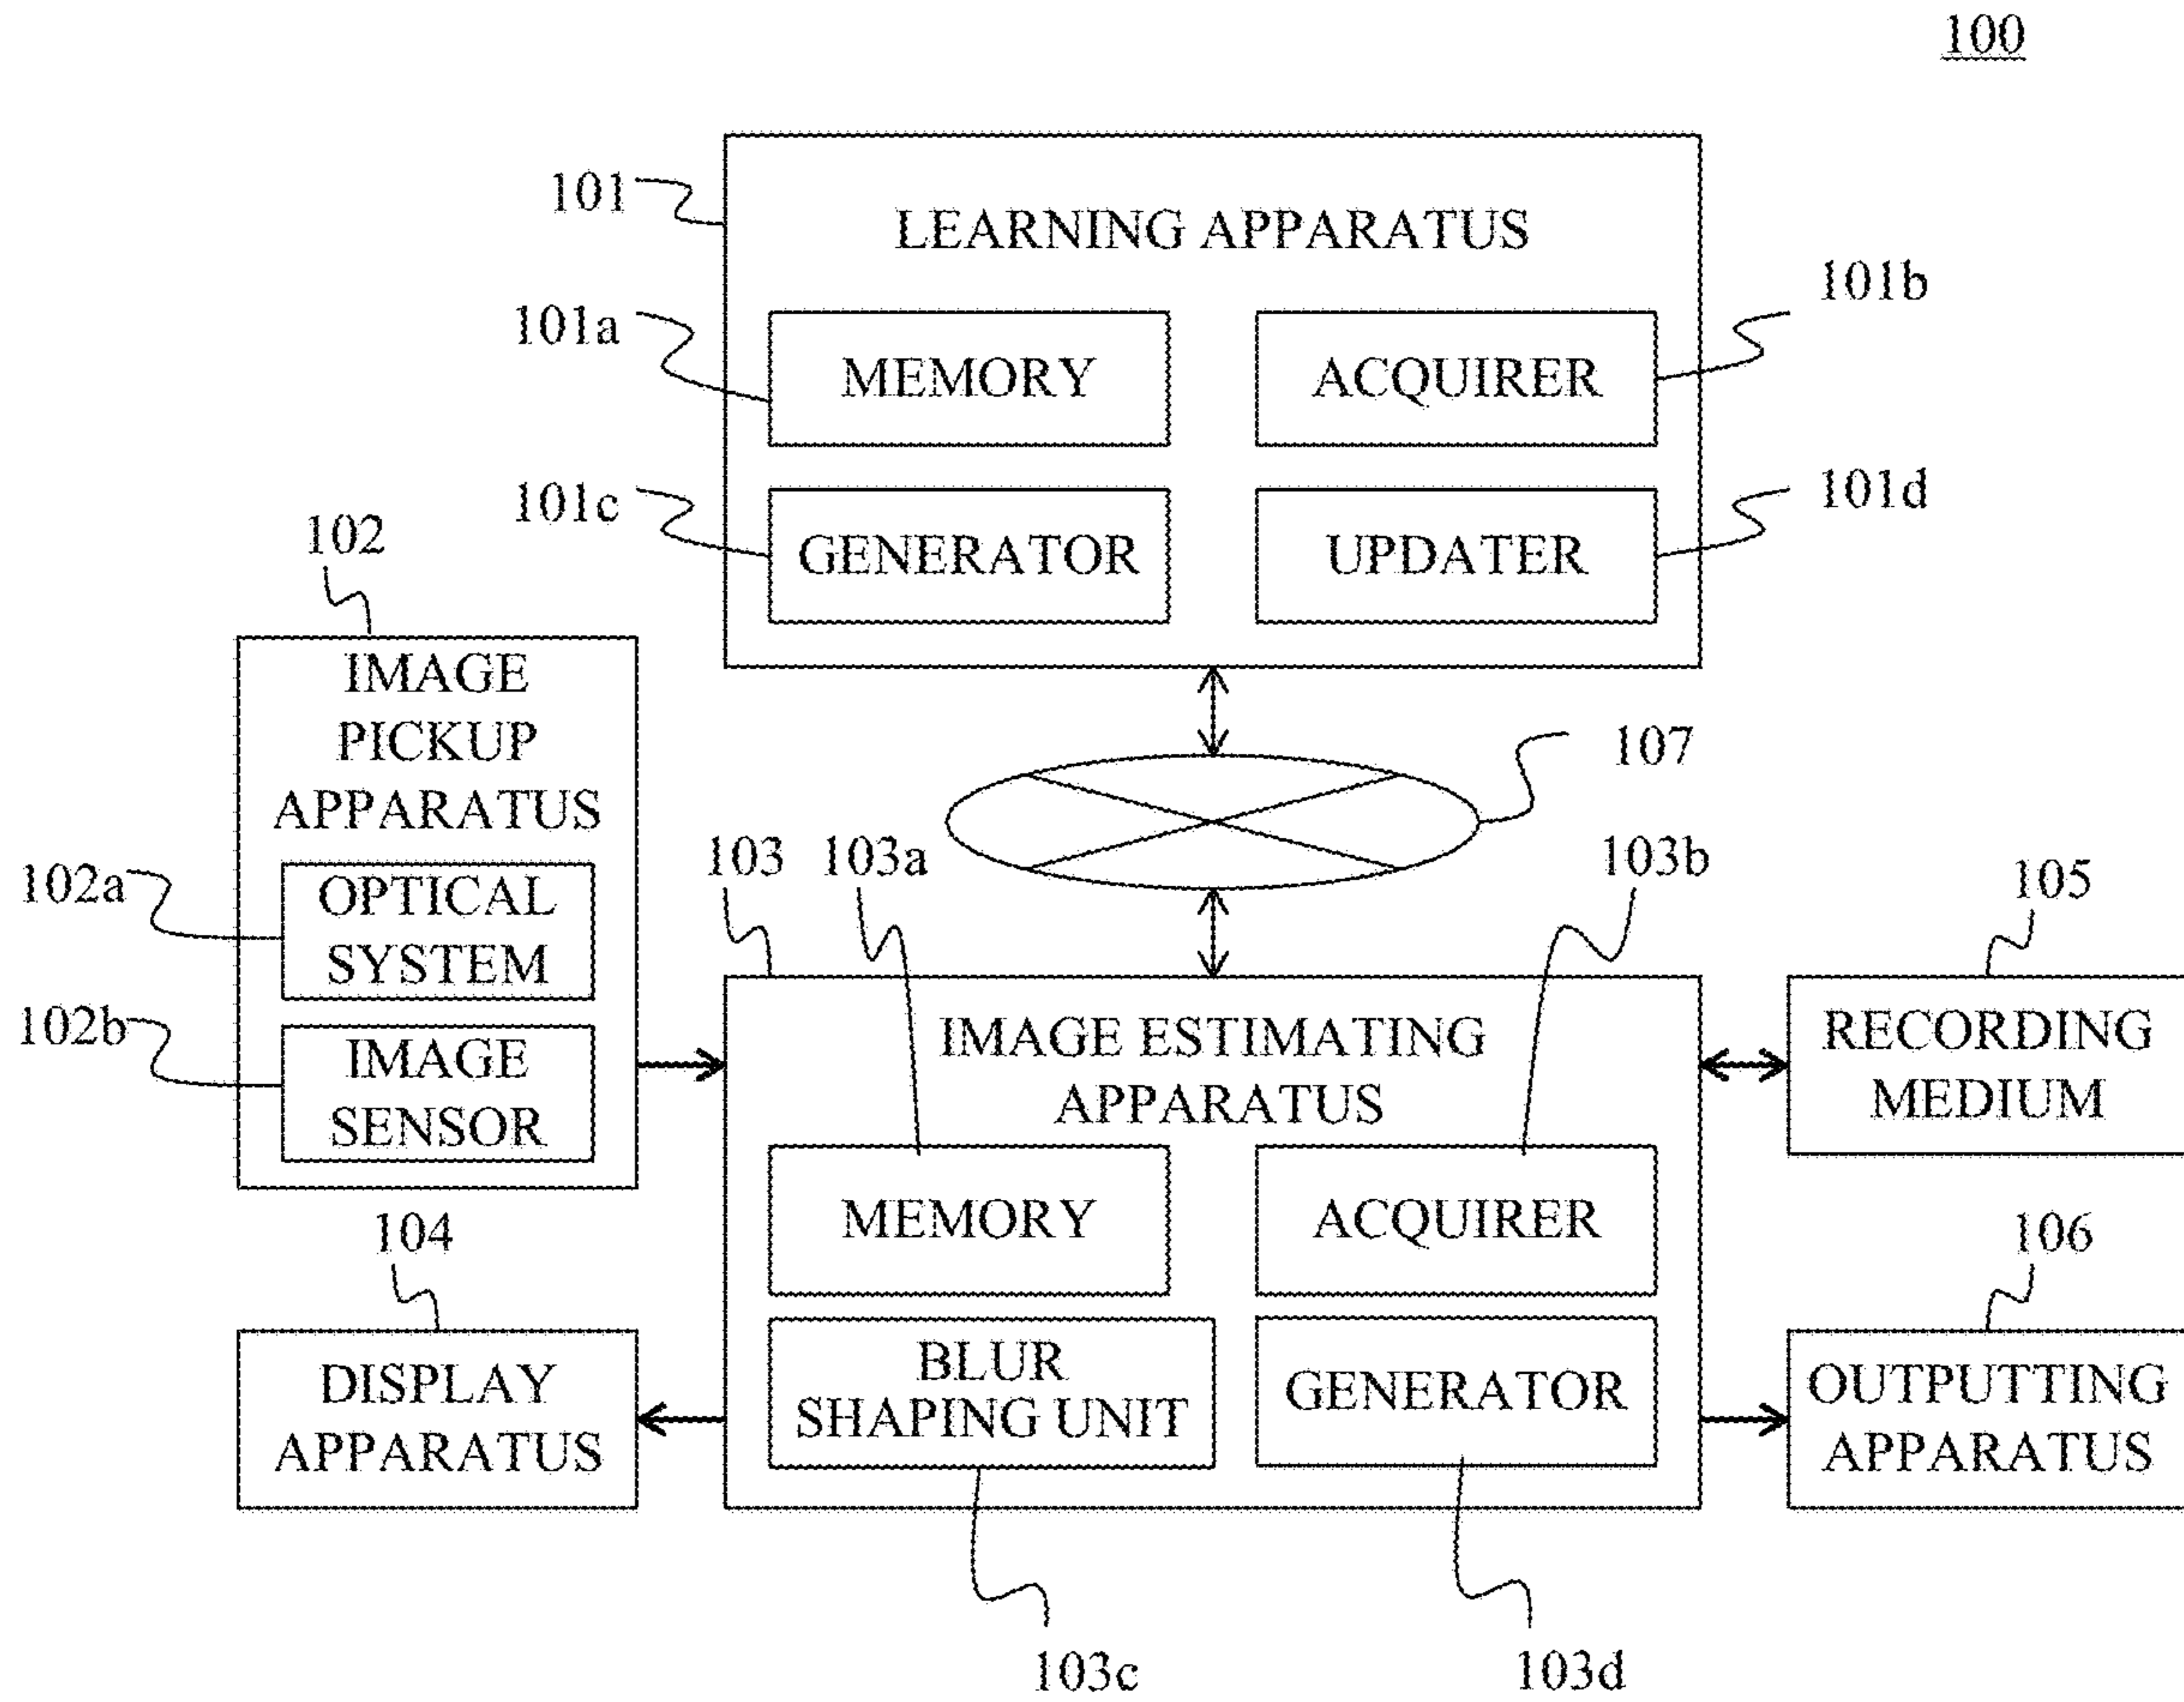 100
101
LEARNING APPARATUS
101a
MEMORY
ACQUIRER
101b
101c
GENERATOR
UPDATER
101d
102
IMAGE
PICKUP
APPARATUS
102a
OPTICAL
SYSTEM
102b
IMAGE
SENSOR
107
103
103a
103b
IMAGE ESTIMATING
APPARATUS
MEMORY
ACQUIRER
BLUR
SHAPING UNIT
GENERATOR
103c
103d
104
DISPLAY
APPARATUS
105
RECORDING
MEDIUM
106
OUTPUTTING
APPARATUS